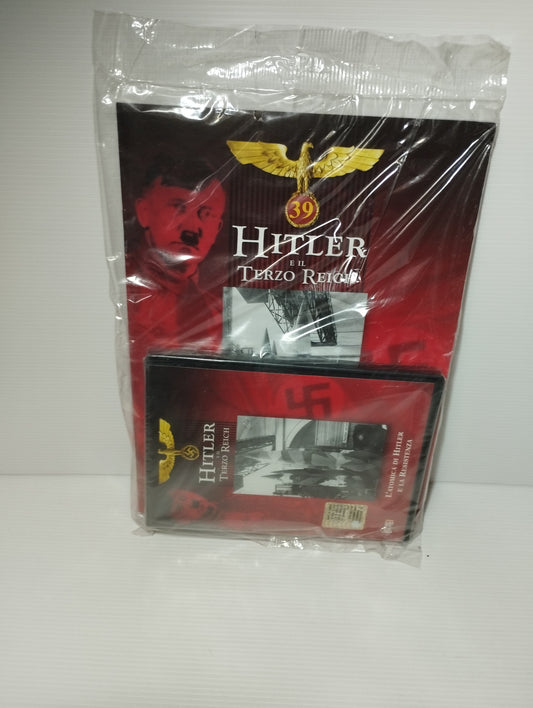 39
HITLER
E IL
TERZO REICH
HITLER
E IL
TERZO REICH
L'ATOMICA DI HITLER
E LA RESISTENZA